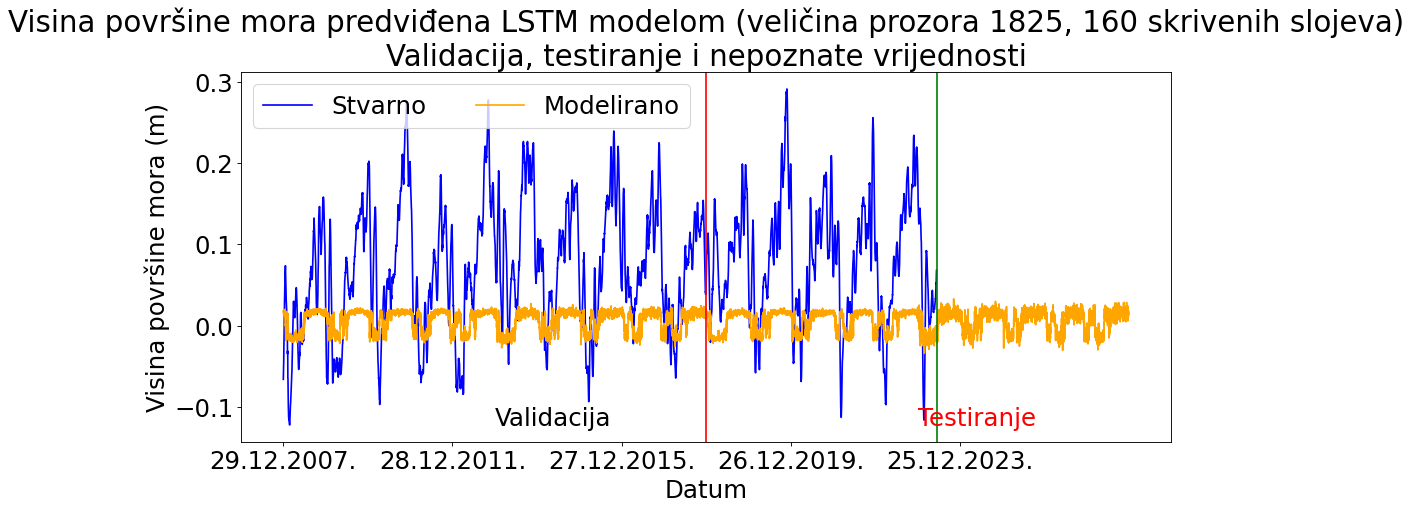 Visina površine mora predviđena LSTM modelom (veličina prozora 1825, 160 skrivenih slojeva)
Validacija, testiranje i nepoznate vrijednosti
Stvarno
Modelirano
Visina površine mora (m)
0.3
0.2
0.1
0.0
−0.1
Validacija
Testiranje
29.12.2007.
28.12.2011.
27.12.2015.
26.12.2019.
25.12.2023.
Datum